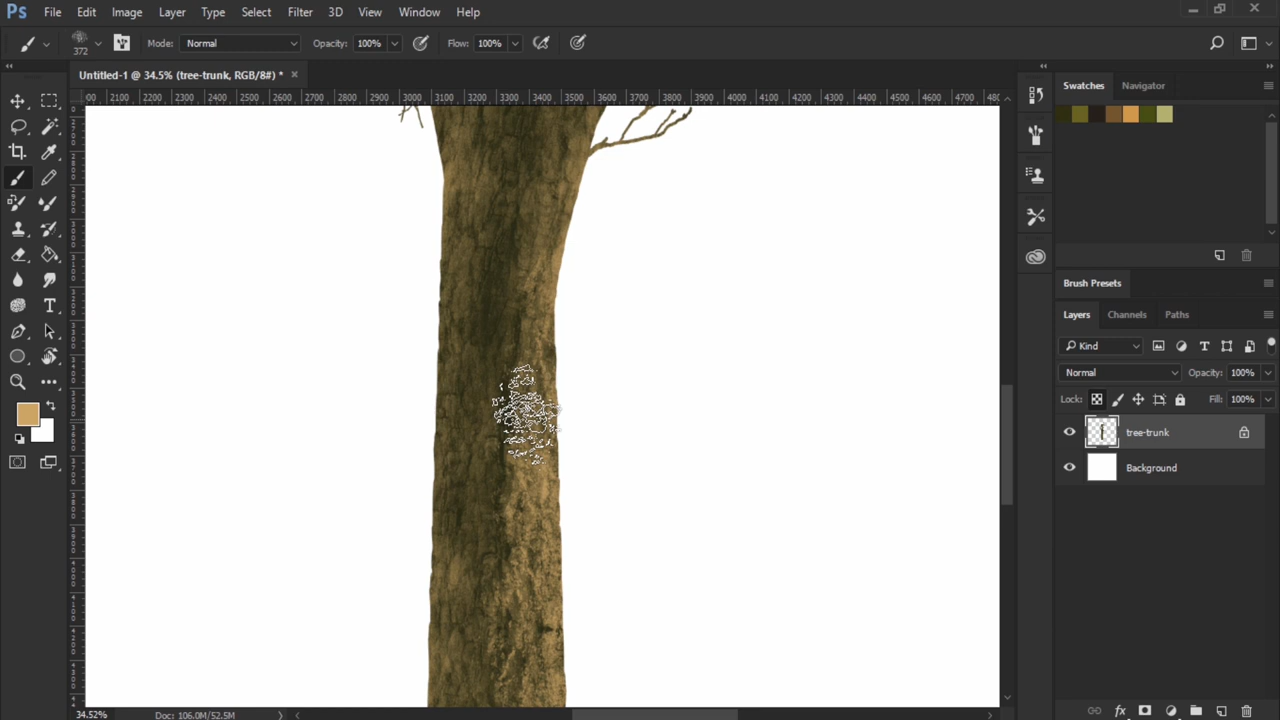 Ps File Edit Image Layer Type Select Filter 3D View Window Help
372 Mode: Normal Opacity: 100% Flow: 100%
Untitled-1 @ 34.5% (tree-trunk, RGB/8#) * ×
00 2100 2200 2300 2400 2500 2600 2700 2800 2900 3000 3100 3200 3300 3400 3500 3600 3700 3800 3900 4000 4100 4200 4300 4400 4500 4600 4700 480
Swatches Navigator
Brush Presets
Layers Channels Paths
Kind T
Normal Opacity: 100%
Lock: Fill: 100%
tree-trunk
Background
T
fx
34.52% Doc: 106.0M/52.5M